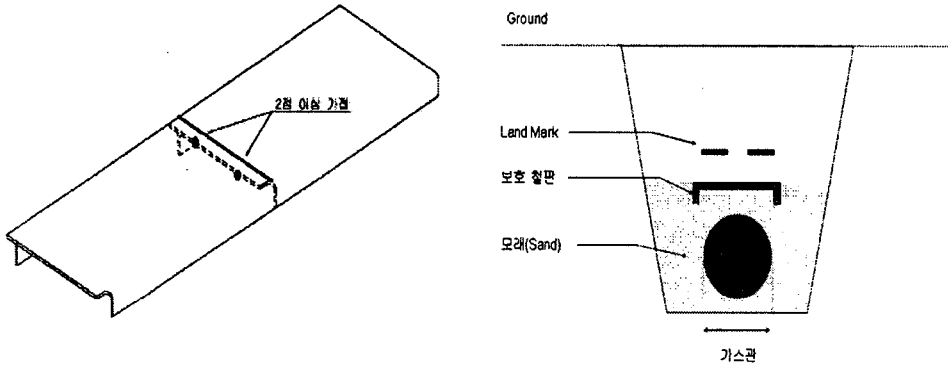 2점 이상 가접
Ground
Land Mark
보호 철판
모래(Sand)
가스관